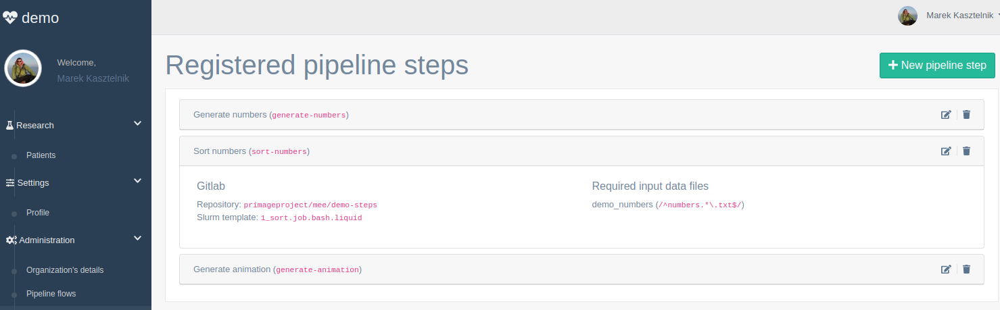 demo
Marek Kasztelnik
Welcome,
Marek Kasztelnik
Research
Patients
Settings
Profile
Administration
Organization's details
Pipeline flows
Registered pipeline steps
New pipeline step
Generate numbers (generate-numbers)
Sort numbers (sort-numbers)
Gitlab
Repository: primageproject/mee/demo-steps
Slurm template: 1_sort.job.bash.liquid
Required input data files
demo_numbers (/^numbers.*\.txt$/)
Generate animation (generate-animation)